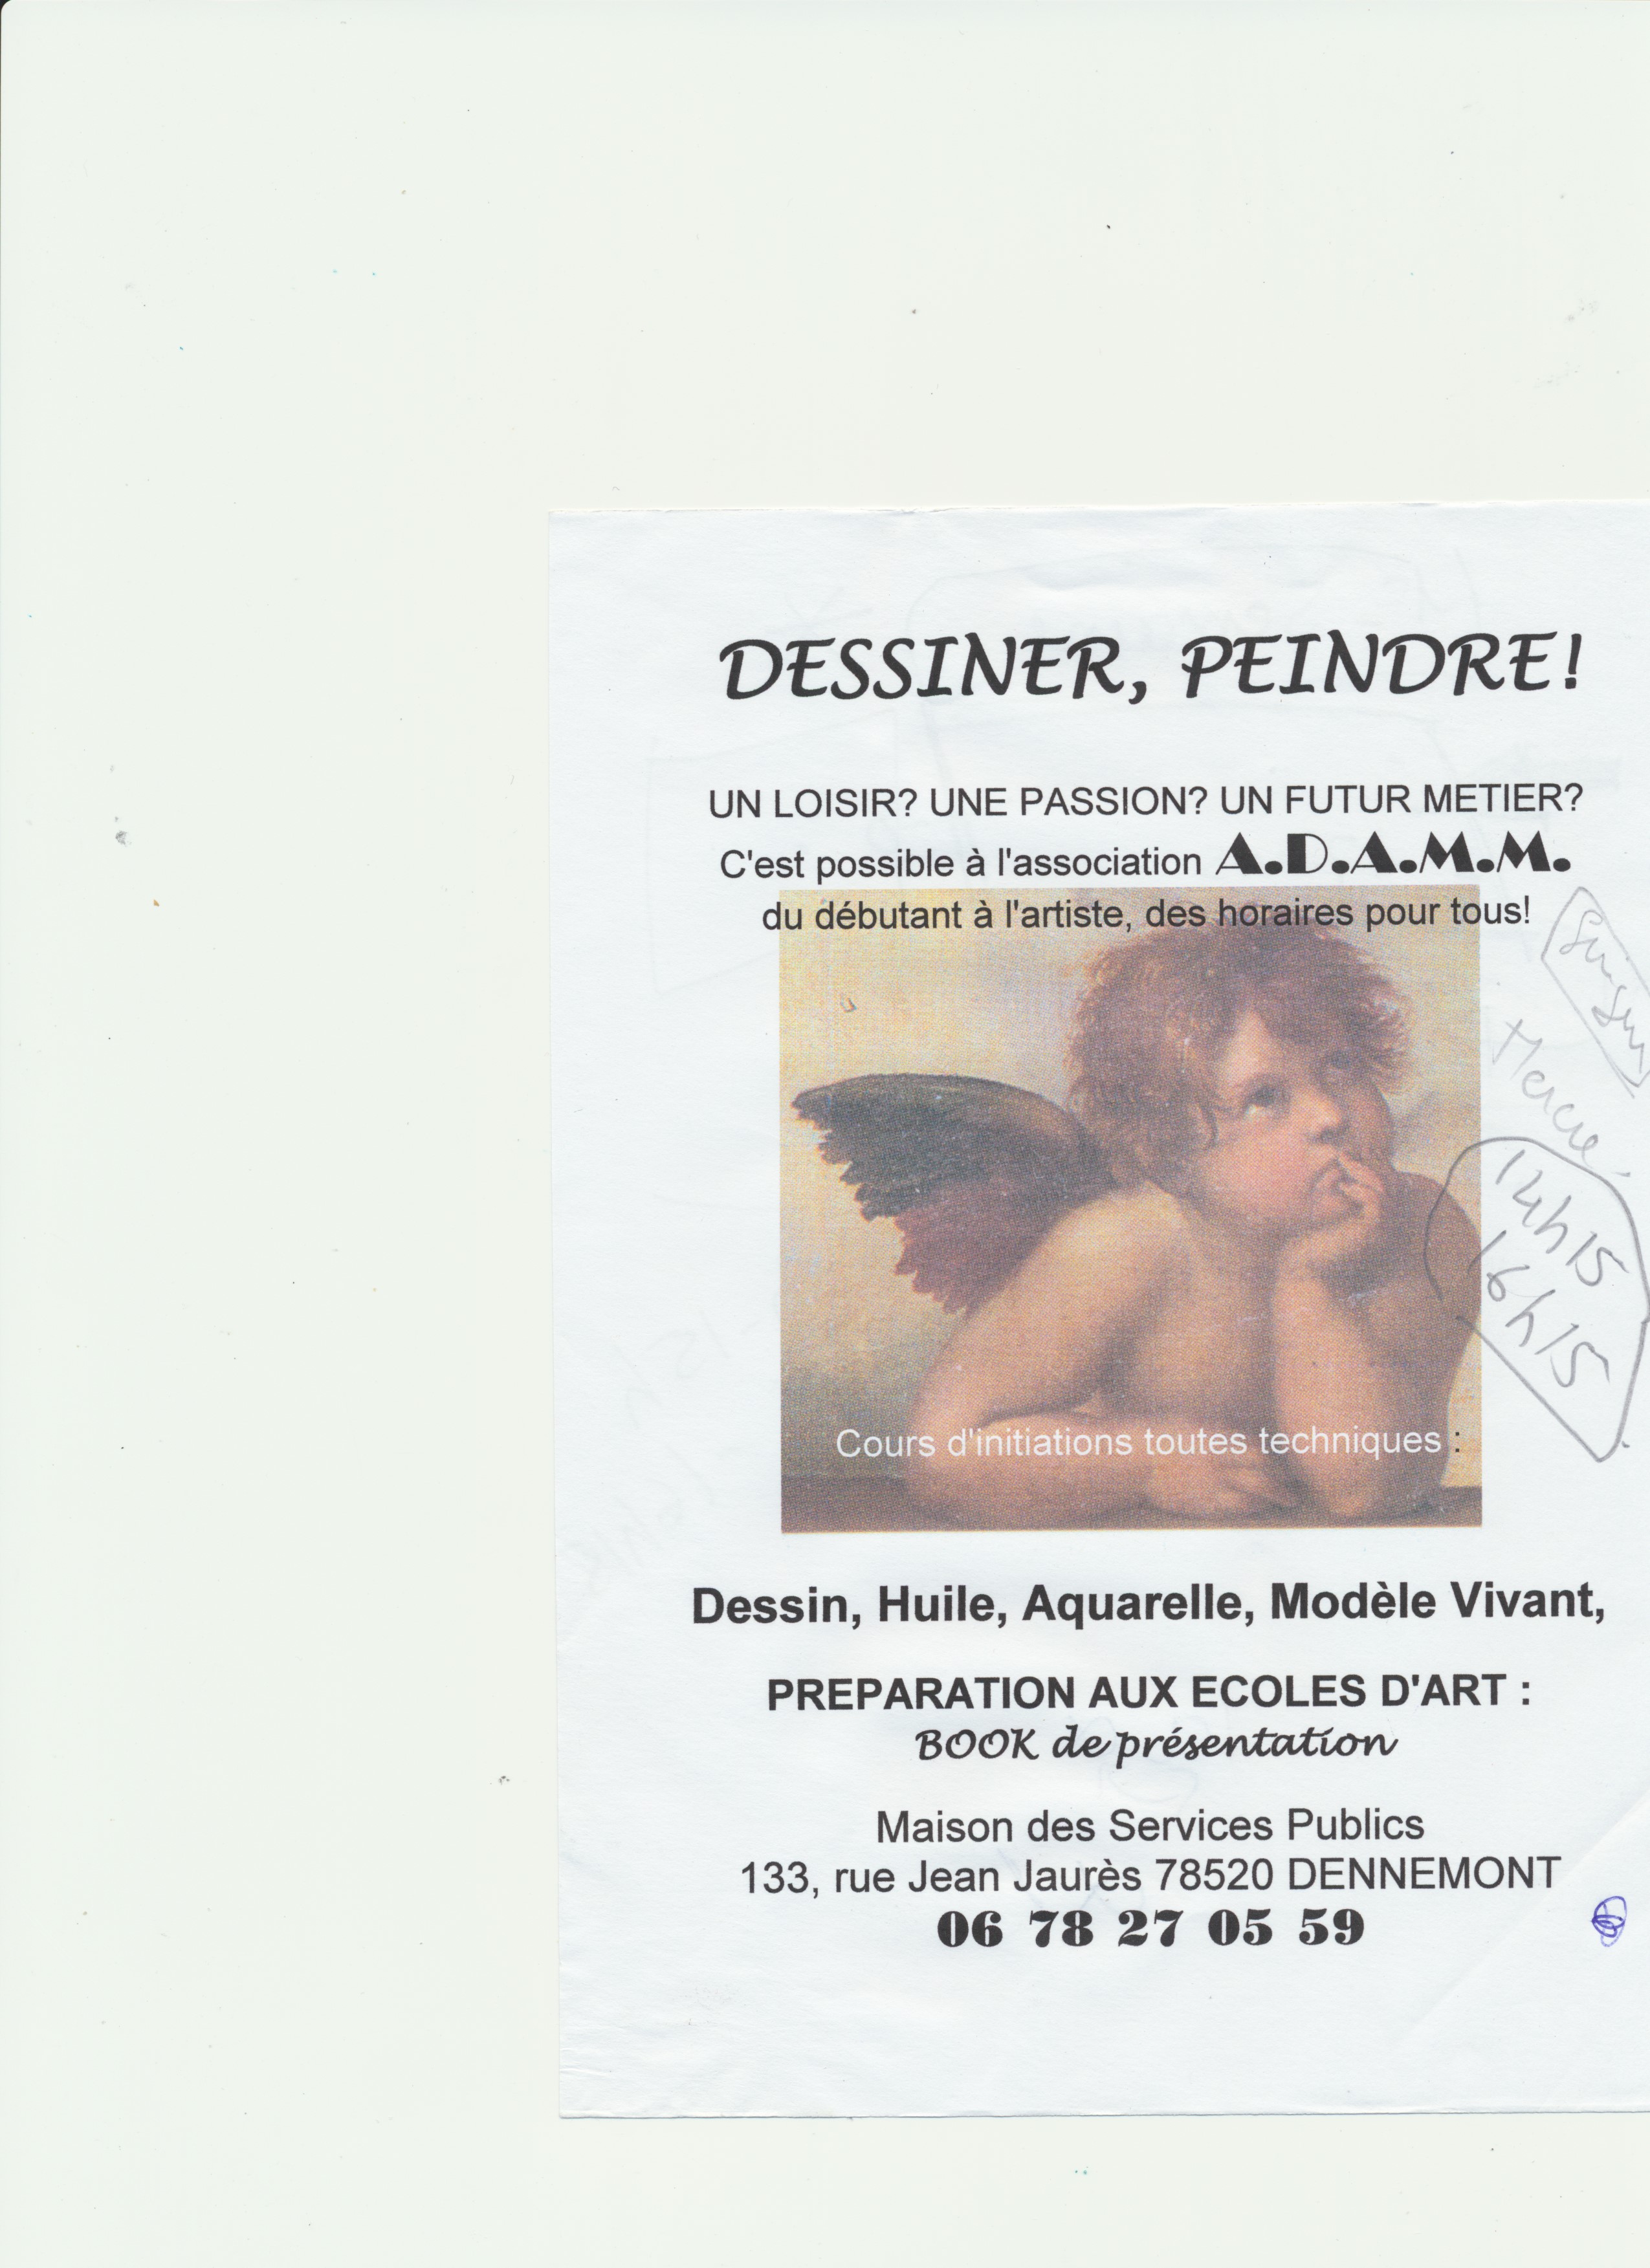 DESSINER, PEINDRE!
UN LOISIR? UNE PASSION? UN FUTUR METIER?
C'est possible à l'association A.D.A.M.M.
du débutant à l'artiste, des horaires pour tous!
Mercre
14h15
16h15
Cours d'initiations toutes techniques :
Dessin, Huile, Aquarelle, Modèle Vivant,
PREPARATION AUX ECOLES D'ART :
BOOK de présentation
Maison des Services Publics
133, rue Jean Jaurès 78520 DENNEMONT
06 78 27 05 59